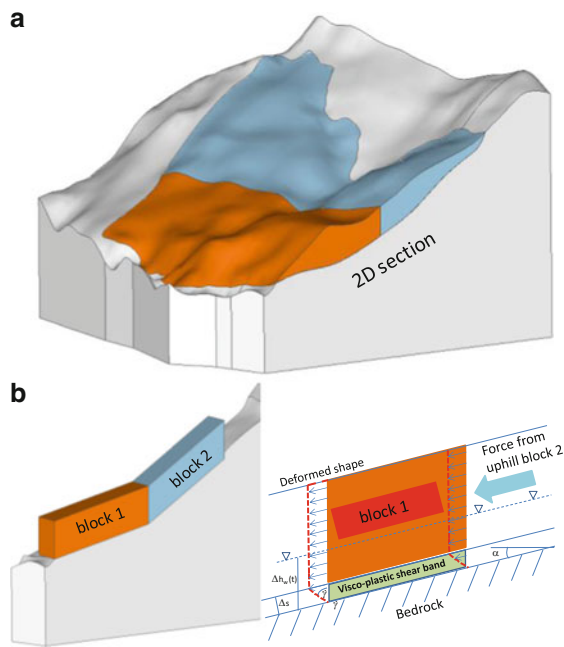 a
2D section
b
block 1
block 2
Deformed shape
Force from
uphill block 2
block 1
Visco-plastic shear band
Δhw(t)
Δs
α
γ
Bedrock